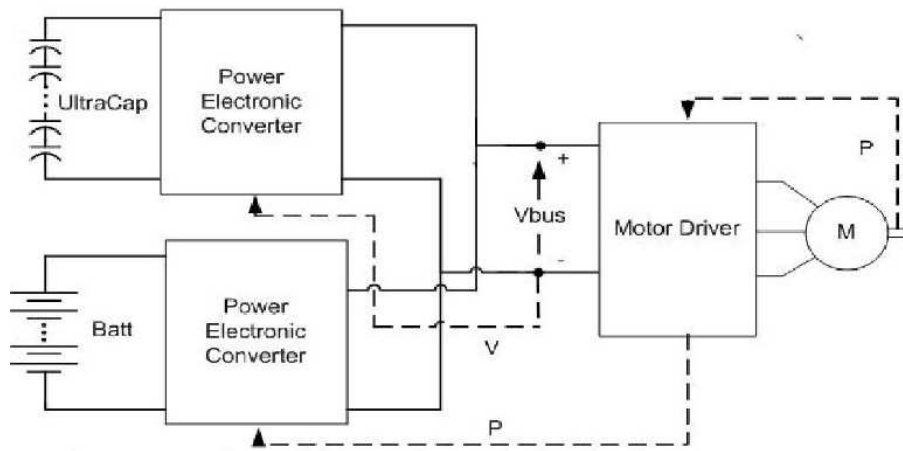 UltraCap
Power
Electronic
Converter
+
Vbus
-
V
Motor Driver
P
M
Batt
Power
Electronic
Converter
P